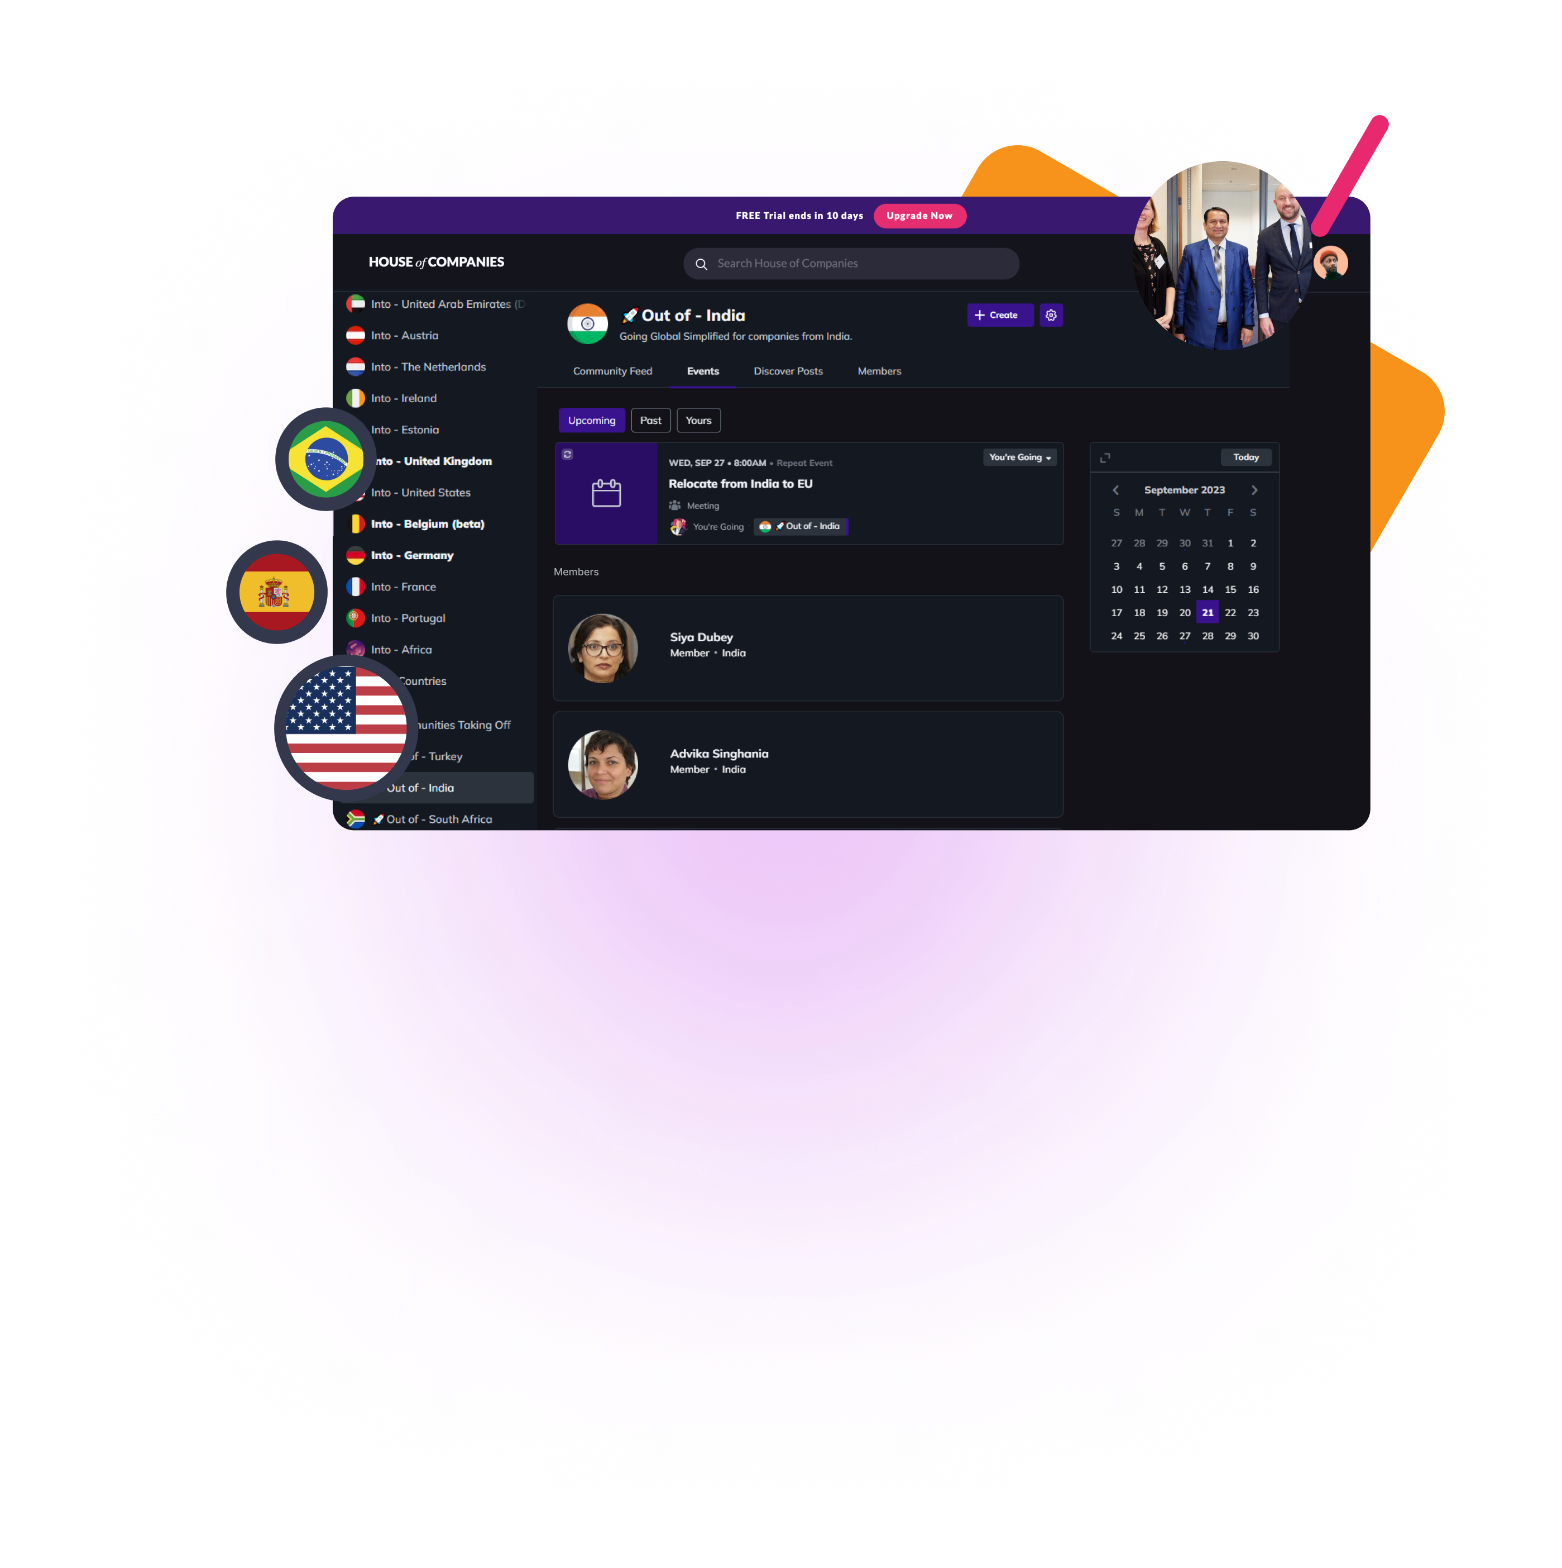 FREE Trial ends in 10 days Upgrade Now
HOUSE of COMPANIES
Search House of Companies
Into - United Arab Emirates (D
Into - Austria
Into - The Netherlands
Into - Ireland
Into - Estonia
nto - United Kingdom
Into - United States
Into - Belgium (beta)
Into - Germany
Into - France
Into - Portugal
Into - Africa
Countries
unities Taking Off
of - Turkey
Out of - India
Out of - South Africa
Out of - India
Going Global Simplified for companies from India.
Create
Community Feed Events Discover Posts Members
Upcoming Past Yours
WED, SEP 27 • 8:00AM • Repeat Event
You're Going
Relocate from India to EU
Meeting
You're Going Out of - India
Members
Siya Dubey
Member • India
Advika Singhania
Member • India
Today
September 2023
S M T W T F S
27 28 29 30 31 1 2
3 4 5 6 7 8 9
10 11 12 13 14 15 16
17 18 19 20 21 22 23
24 25 26 27 28 29 30